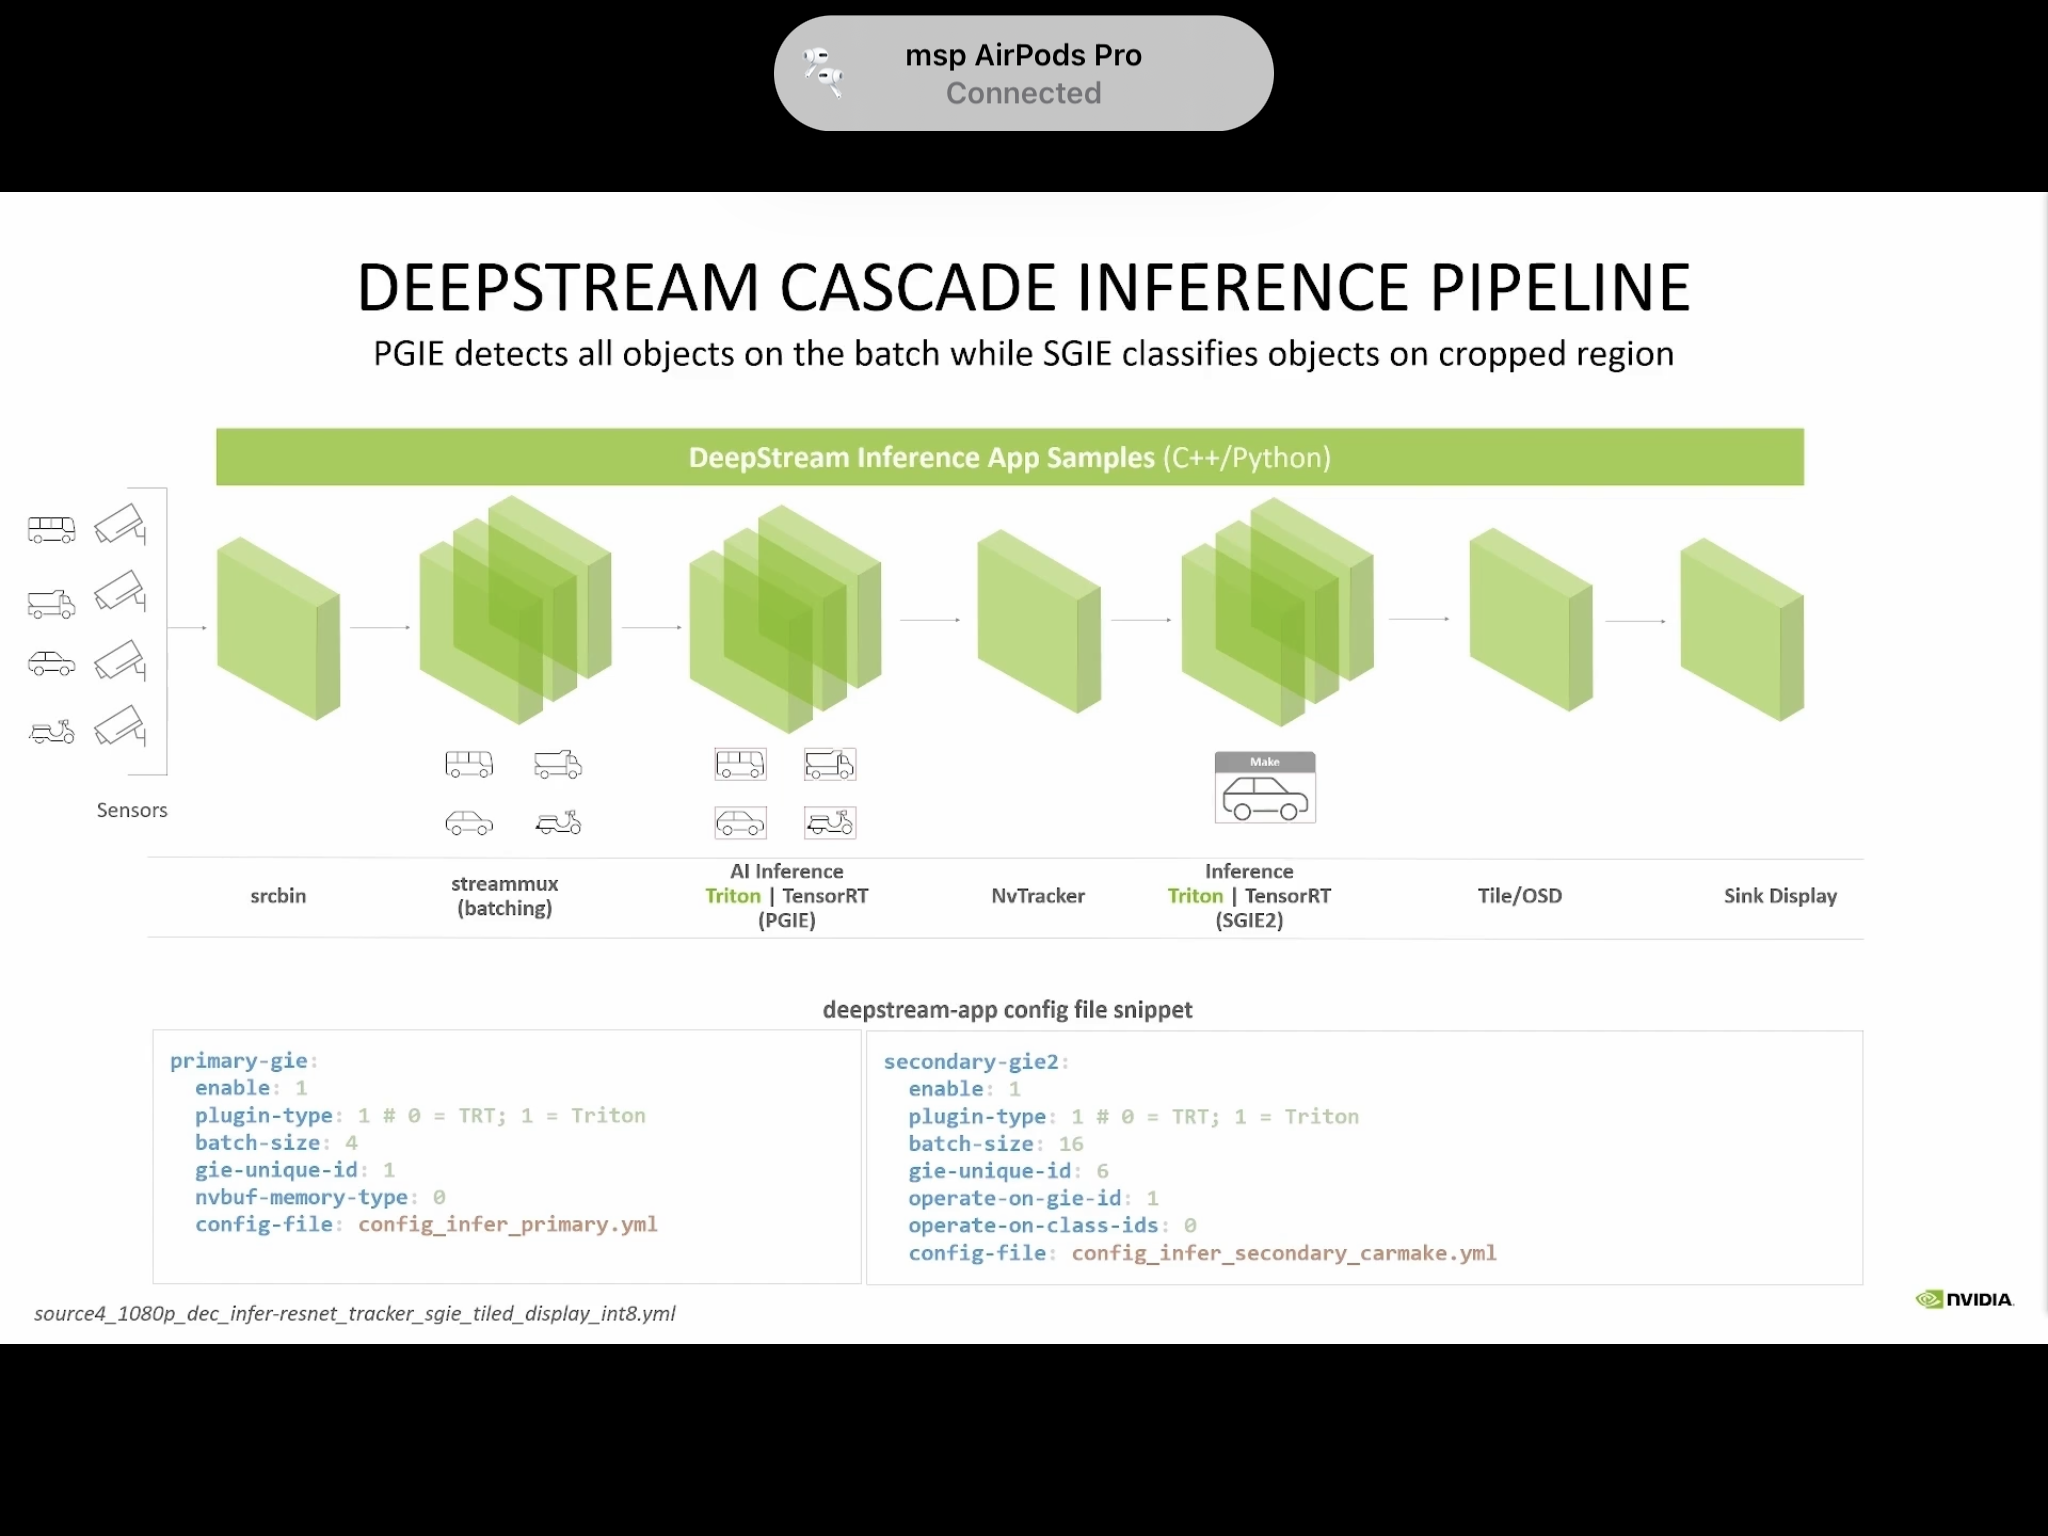 msp AirPods Pro
Connected
DEEPSTREAM CASCADE INFERENCE PIPELINE
PGIE detects all objects on the batch while SGIE classifies objects on cropped region
DeepStream Inference App Samples (C++/Python)
Sensors
Make
srcbin
streammux
(batching)
AI Inference
Triton | TensorRT
(PGIE)
NvTracker
Inference
Triton | TensorRT
(SGIE2)
Tile/OSD
Sink Display
deepstream-app config file snippet
primary-gie:
enable: 1
plugin-type: 1 # 0 = TRT; 1 = Triton
batch-size: 4
gie-unique-id: 1
nvbuf-memory-type: 0
config-file: config_infer_primary.yml
secondary-gie2:
enable: 1
plugin-type: 1 # 0 = TRT; 1 = Triton
batch-size: 16
gie-unique-id: 6
operate-on-gie-id: 1
operate-on-class-ids: 0
config-file: config_infer_secondary_carmake.yml
source4_1080p_dec_infer-resnet_tracker_sgie_tiled_display_int8.yml
NVIDIA